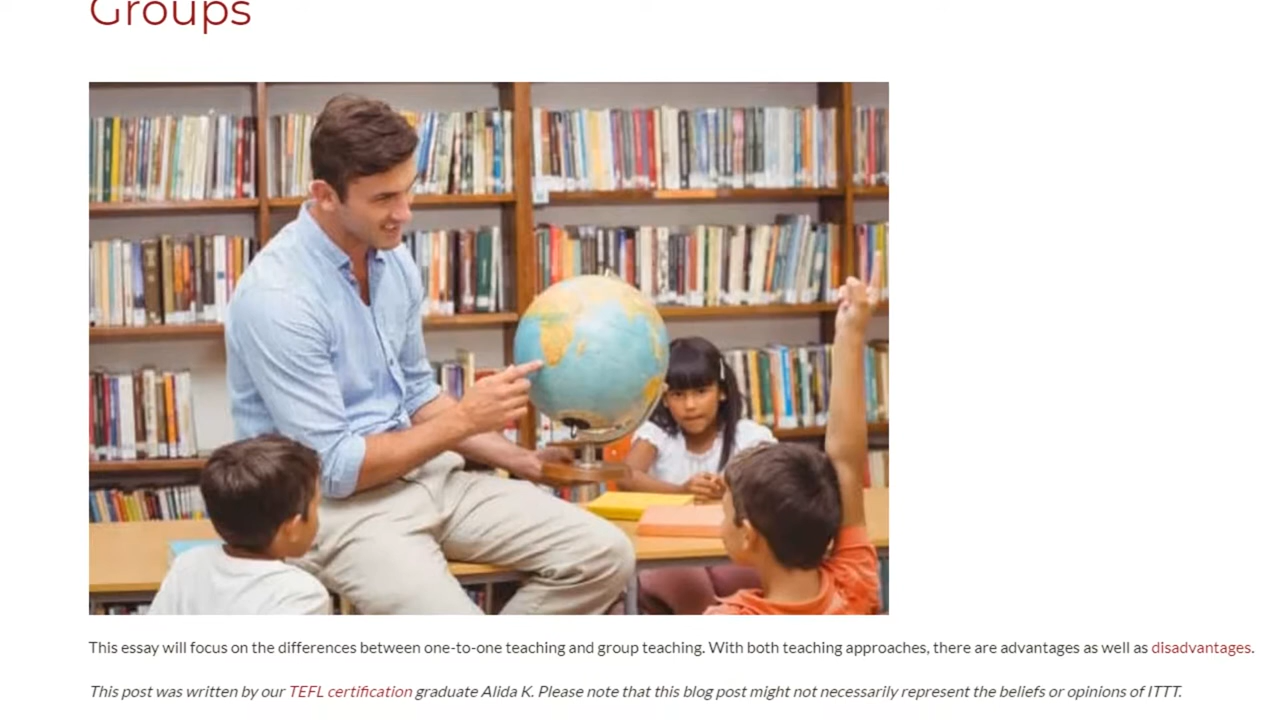 Groups
This essay will focus on the differences between one-to-one teaching and group teaching. With both teaching approaches, there are advantages as well as disadvantages.
This post was written by our TEFL certification graduate Alida K. Please note that this blog post might not necessarily represent the beliefs or opinions of ITTT.